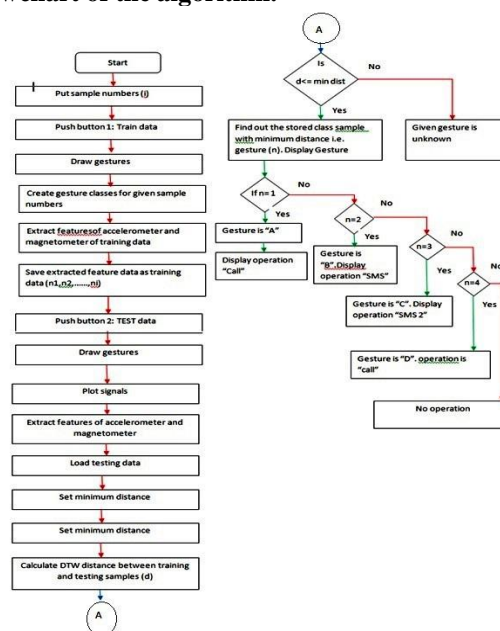 wchart of the algorithm.
Start
Put sample numbers (i)
Push button 1: Train data
Draw gestures
Create gesture classes for given sample
numbers
Extract featuresof accelerometer and
magnetometer of training data
Save extracted feature data as training
data (n1,n2,......,ni)
Push button 2: TEST data
Draw gestures
Plot signals
Extract features of accelerometer and
magnetometer
Load testing data
Set minimum distance
Set minimum distance
Calculate DTW distance between training
and testing samples (d)
A
A
Is
d<= min dist
No
Yes
Find out the stored class sample
with minimum distance i.e.
gesture (n). Display Gesture
Given gesture is
unknown
If n=1
No
Yes
Gesture is "A"
Display operation
"Call"
n=2
No
Yes
Gesture is
"B".Display
operation "SMS"
n=3
No
Yes
Gesture is "C". Display
operation "SMS 2"
n=4
No
Yes
Gesture is "D". operation is
"call"
No operation